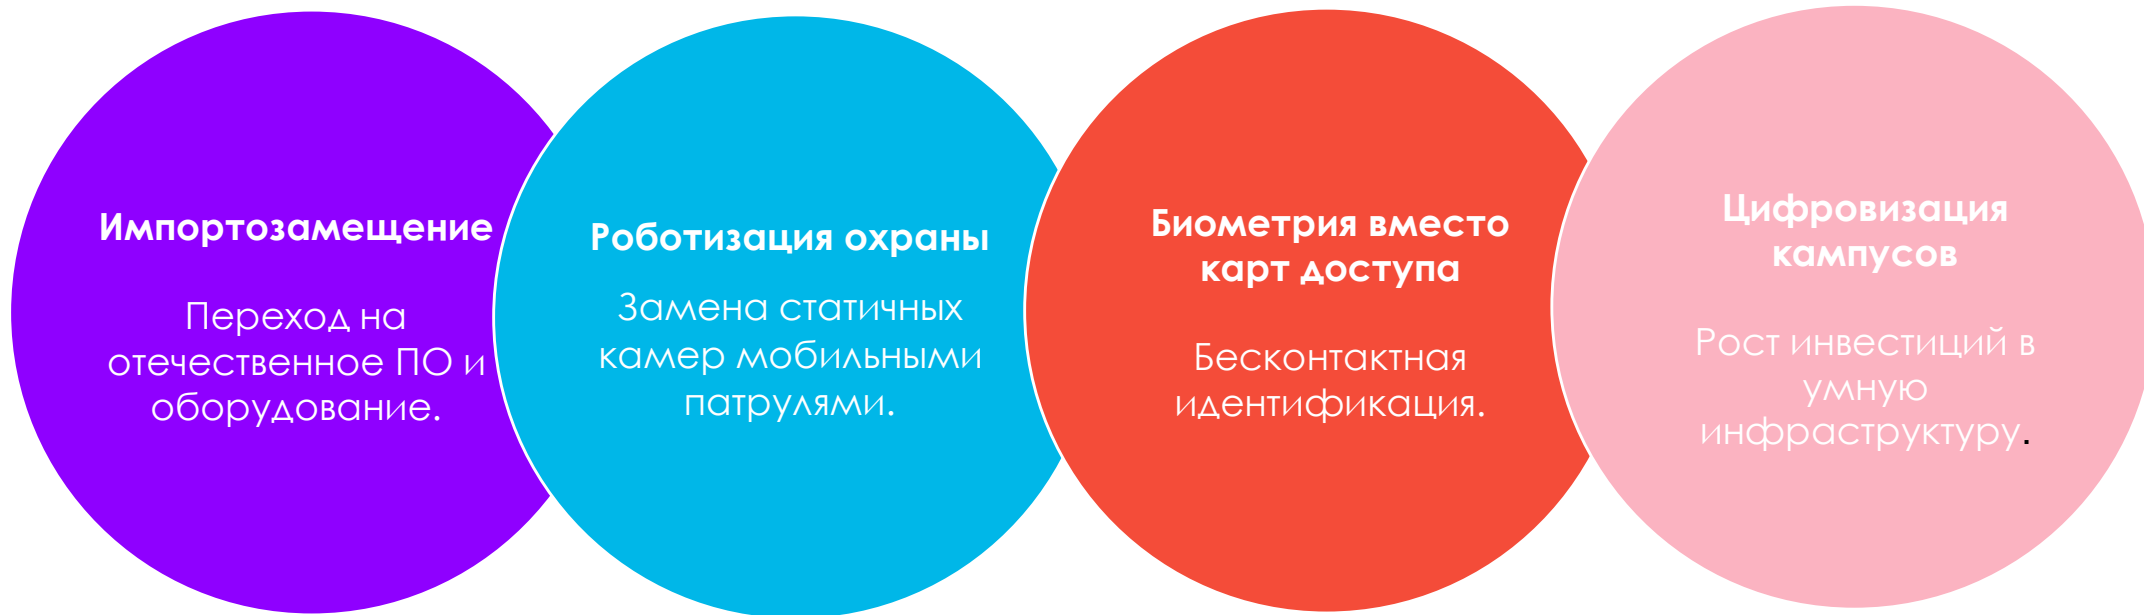 Импортозамещение
Переход на
отечественное ПО и
оборудование.
Роботизация охраны
Замена статичных
камер мобильными
патрулями.
Биометрия вместо
карт доступа
Бесконтактная
идентификация.
Цифровизация
кампусов
Рост инвестиций в
умную
инфраструктуру.